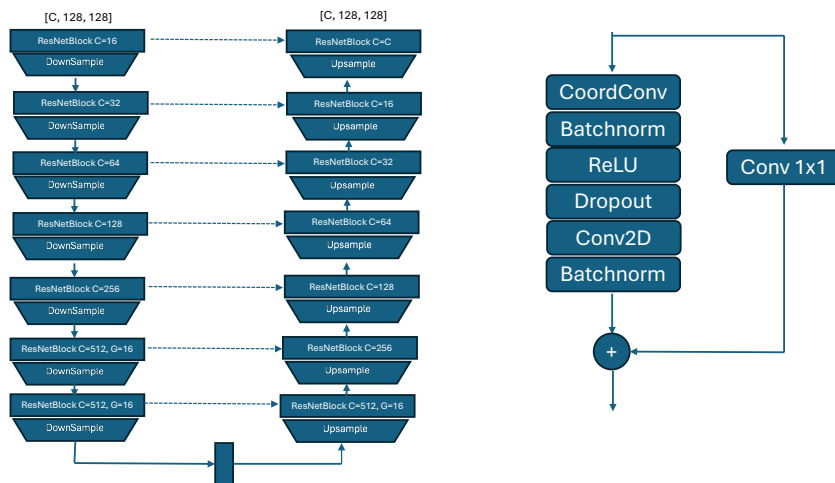 [C, 128, 128]
ResNetBlock C=16
DownSample
ResNetBlock C=32
DownSample
ResNetBlock C=64
DownSample
ResNetBlock C=128
DownSample
ResNetBlock C=256
DownSample
ResNetBlock C=512, G=16
DownSample
ResNetBlock C=512, G=16
DownSample
[C, 128, 128]
ResNetBlock C=C
Upsample
ResNetBlock C=16
Upsample
ResNetBlock C=32
Upsample
ResNetBlock C=64
Upsample
ResNetBlock C=128
Upsample
ResNetBlock C=256
Upsample
ResNetBlock C=512, G=16
Upsample
CoordConv
Batchnorm
ReLU
Dropout
Conv2D
Batchnorm
+
Conv 1x1